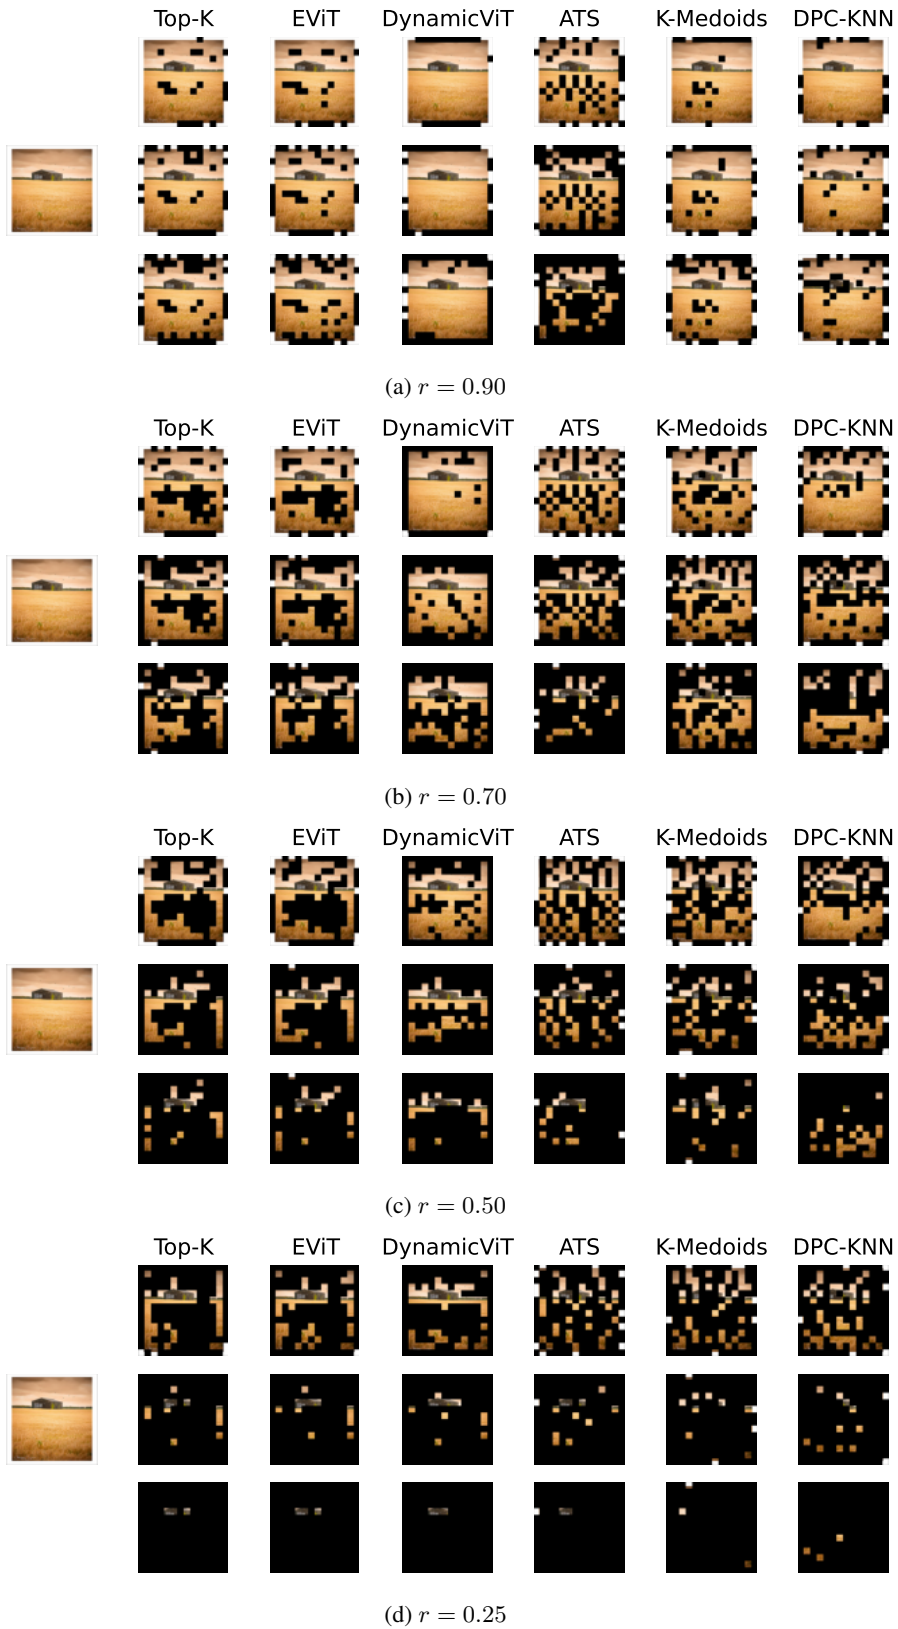 Top-K EViT DynamicViT ATS K-Medoids DPC-KNN
(a) r = 0.90
Top-K EViT DynamicViT ATS K-Medoids DPC-KNN
(b) r = 0.70
Top-K EViT DynamicViT ATS K-Medoids DPC-KNN
(c) r = 0.50
Top-K EViT DynamicViT ATS K-Medoids DPC-KNN
(d) r = 0.25